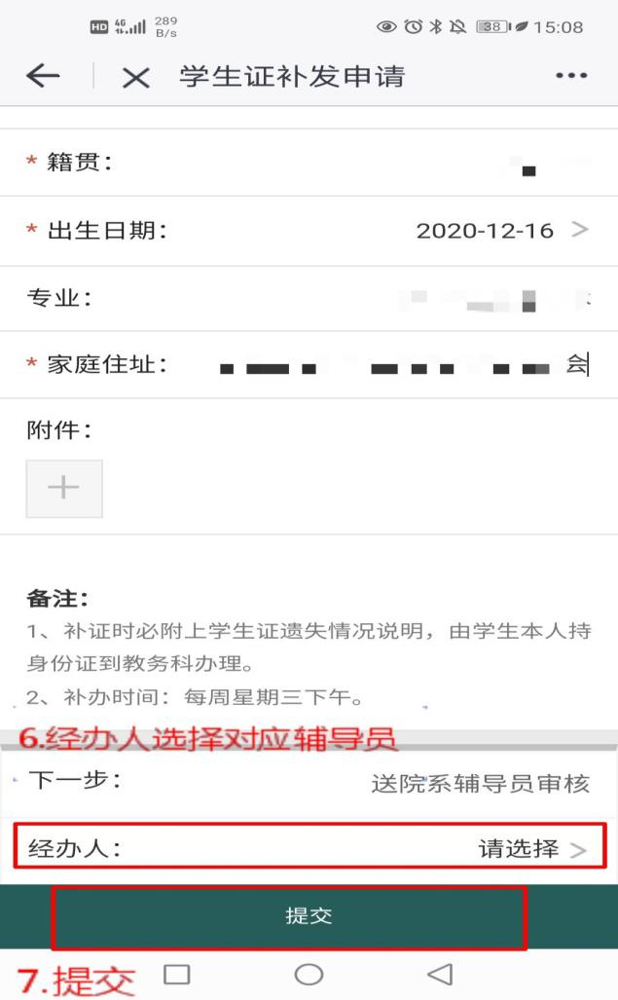 HD 4G 289 B/s 38 15:08
学生证补发申请
* 籍贯：
* 出生日期： 2020-12-16 >
专业：
* 家庭住址： 会
附件：
备注：
1、补证时必附上学生证遗失情况说明，由学生本人持
身份证到教务科办理。
2、补办时间：每周星期三下午。
6.经办人选择对应辅导员
下一步： 送院系辅导员审核
经办人： 请选择 >
提交
7.提交